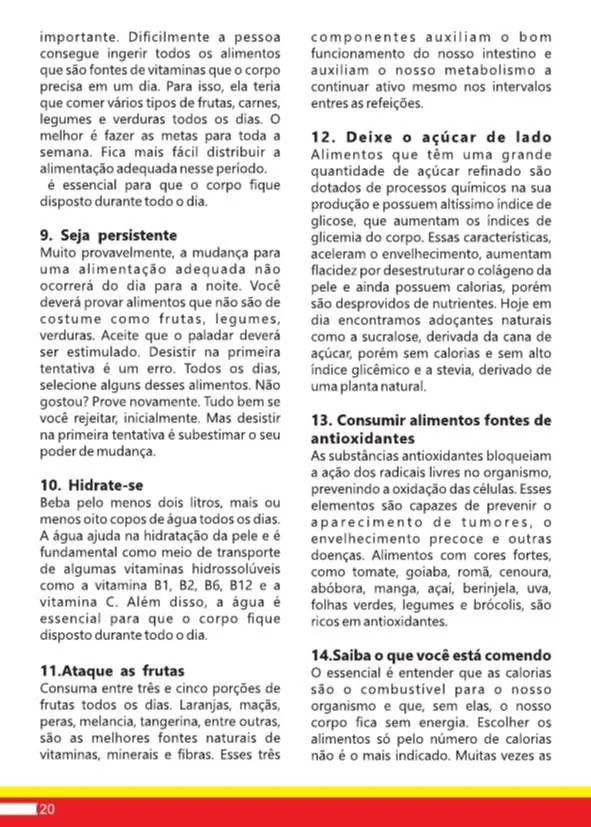 importante. Dificilmente a pessoa
consegue ingerir todos os alimentos
que são fontes de vitaminas que o corpo
precisa em um dia. Para isso, ela teria
que comer vários tipos de frutas, carnes,
legumes e verduras todos os dias. O
melhor é fazer as metas para toda a
semana. Fica mais fácil distribuir a
alimentação adequada nesse período.
é essencial para que o corpo fique
disposto durante todo o dia.
9. Seja persistente
Muito provavelmente, a mudança para
uma alimentação adequada não
ocorrerá do dia para a noite. Você
deverá provar alimentos que não são de
costume como frutas, legumes,
verduras. Aceite que o paladar deverá
ser estimulado. Desistir na primeira
tentativa é um erro. Todos os dias,
selecione alguns desses alimentos. Não
gostou? Prove novamente. Tudo bem se
você rejeitar, inicialmente. Mas desistir
na primeira tentativa é subestimar o seu
poder de mudança.
10. Hidrate-se
Beba pelo menos dois litros, mais ou
menos oito copos de água todos os dias.
A água ajuda na hidratação da pele e é
fundamental como meio de transporte
de algumas vitaminas hidrossolúveis
como a vitamina B1, B2, B6, B12 e a
vitamina C. Além disso, a água é
essencial para que o corpo fique
disposto durante todo o dia.
11.Ataque as frutas
Consuma entre três e cinco porções de
frutas todos os dias. Laranjas, maçãs,
peras, melancia, tangerina, entre outras,
são as melhores fontes naturais de
vitaminas, minerais e fibras. Esses três
componentes auxiliam o bom
funcionamento do nosso intestino e
auxiliam o nosso metabolismo a
continuar ativo mesmo nos intervalos
entres as refeições.
12. Deixe o açúcar de lado
Alimentos que têm uma grande
quantidade de açúcar refinado são
dotados de processos químicos na sua
produção e possuem altíssimo índice de
glicose, que aumentam os índices de
glicemia do corpo. Essas características,
aceleram o envelhecimento, aumentam
flacidez por desestruturar o colágeno da
pele e ainda possuem calorias, porém
são desprovidos de nutrientes. Hoje em
dia encontramos adoçantes naturais
como a sucralose, derivada da cana de
açúcar, porém sem calorias e sem alto
índice glicêmico e a stevia, derivado de
uma planta natural.
13. Consumir alimentos fontes de
antioxidantes
As substâncias antioxidantes bloqueiam
a ação dos radicais livres no organismo,
prevenindo a oxidação das células. Esses
elementos são capazes de prevenir o
aparecimento de tumores, o
envelhecimento precoce e outras
doenças. Alimentos com cores fortes,
como tomate, goiaba, romã, cenoura,
abóbora, manga, açaí, berinjela, uva,
folhas verdes, legumes e brócolis, são
ricos em antioxidantes.
14.Saiba o que você está comendo
O essencial é entender que as calorias
são o combustível para o nosso
organismo e que, sem elas, o nosso
corpo fica sem energia. Escolher os
alimentos só pelo número de calorias
não é o mais indicado. Muitas vezes as
20